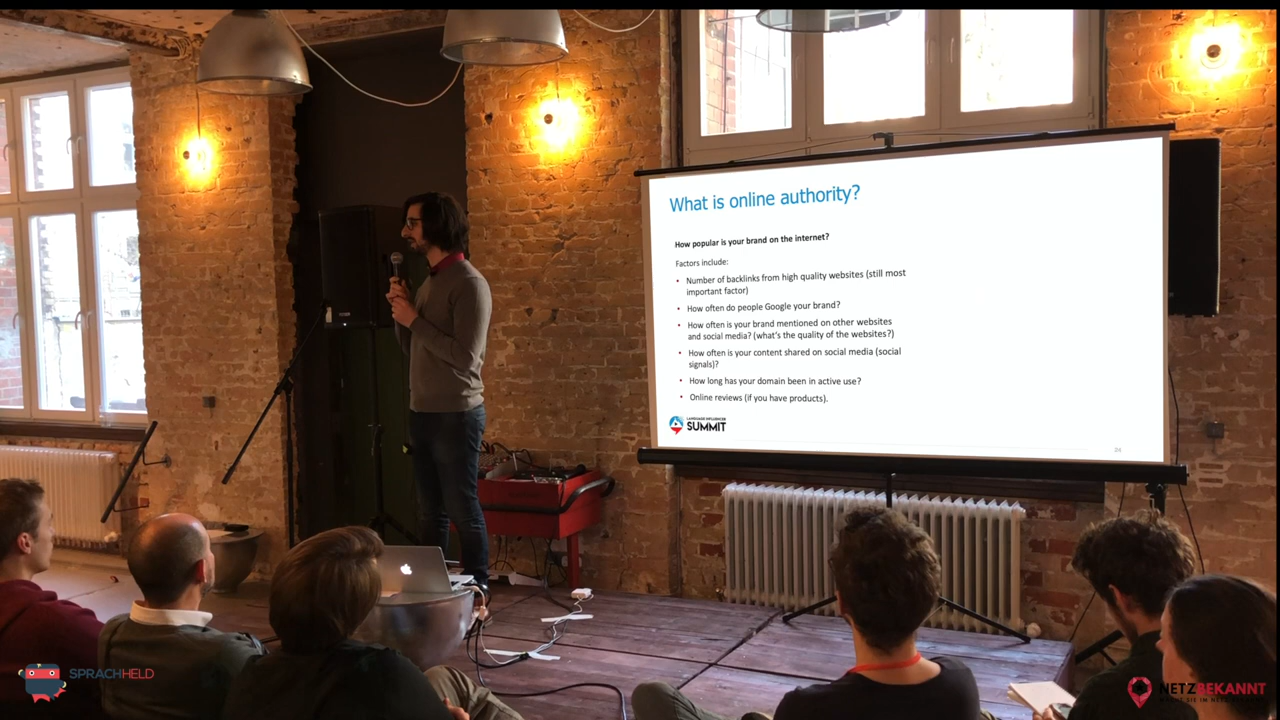 What is online authority?
How popular is your brand on the internet?
Factors include:
• Number of backlinks from high quality websites (still most
important factor)
• How often do people Google your brand?
• How often is your brand mentioned on other websites
and social media? (what's the quality of the websites?)
• How often is your content shared on social media (social
signals)?
• How long has your domain been in active use?
• Online reviews (if you have products).
LANGUAGE INFLUENCER
SUMMIT
SPRACHHELD
NETZBEKANNT